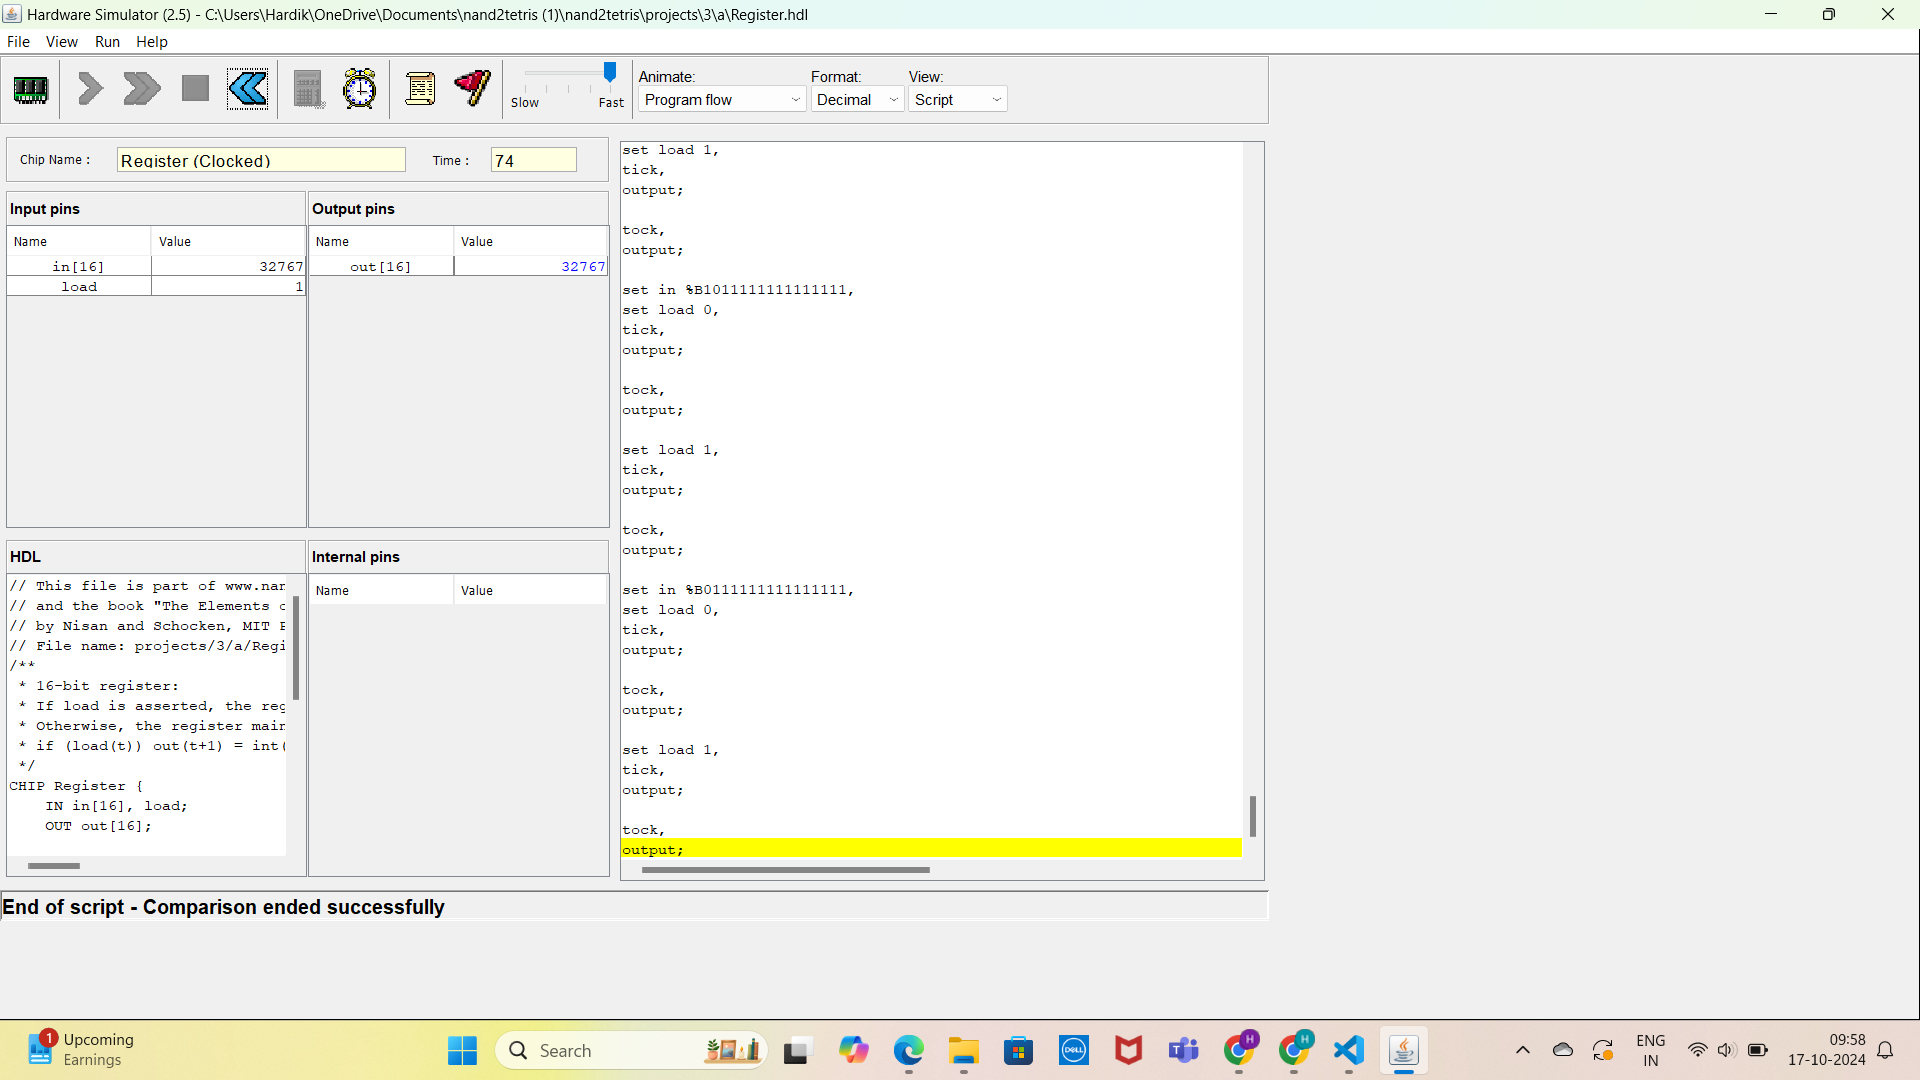 Hardware Simulator (2.5) - C:\Users\Hardik\OneDrive\Documents\nand2tetris (1)\nand2tetris\projects\3\a\Register.hdl
File View Run Help
Slow Fast
Animate: Format: View:
Program flow Decimal Script
Chip Name : Register (Clocked) Time : 74
Input pins
Name Value
in[16] 32767
load 1
Output pins
Name Value
out[16] 32767
HDL
// This file is part of www.nan
// and the book "The Elements o
// by Nisan and Schocken, MIT P
// File name: projects/3/a/Regi
/**
* 16-bit register:
* If load is asserted, the reg
* Otherwise, the register main
* if (load(t)) out(t+1) = int(
*/
CHIP Register {
IN in[16], load;
OUT out[16];
Internal pins
Name Value
set load 1,
tick,
output;
tock,
output;
set in %B1011111111111111,
set load 0,
tick,
output;
tock,
output;
set load 1,
tick,
output;
tock,
output;
set in %B0111111111111111,
set load 0,
tick,
output;
tock,
output;
set load 1,
tick,
output;
tock,
output;
End of script - Comparison ended successfully
1
Upcoming
Earnings
Search
DELL
H
H
ENG
IN
09:58
17-10-2024